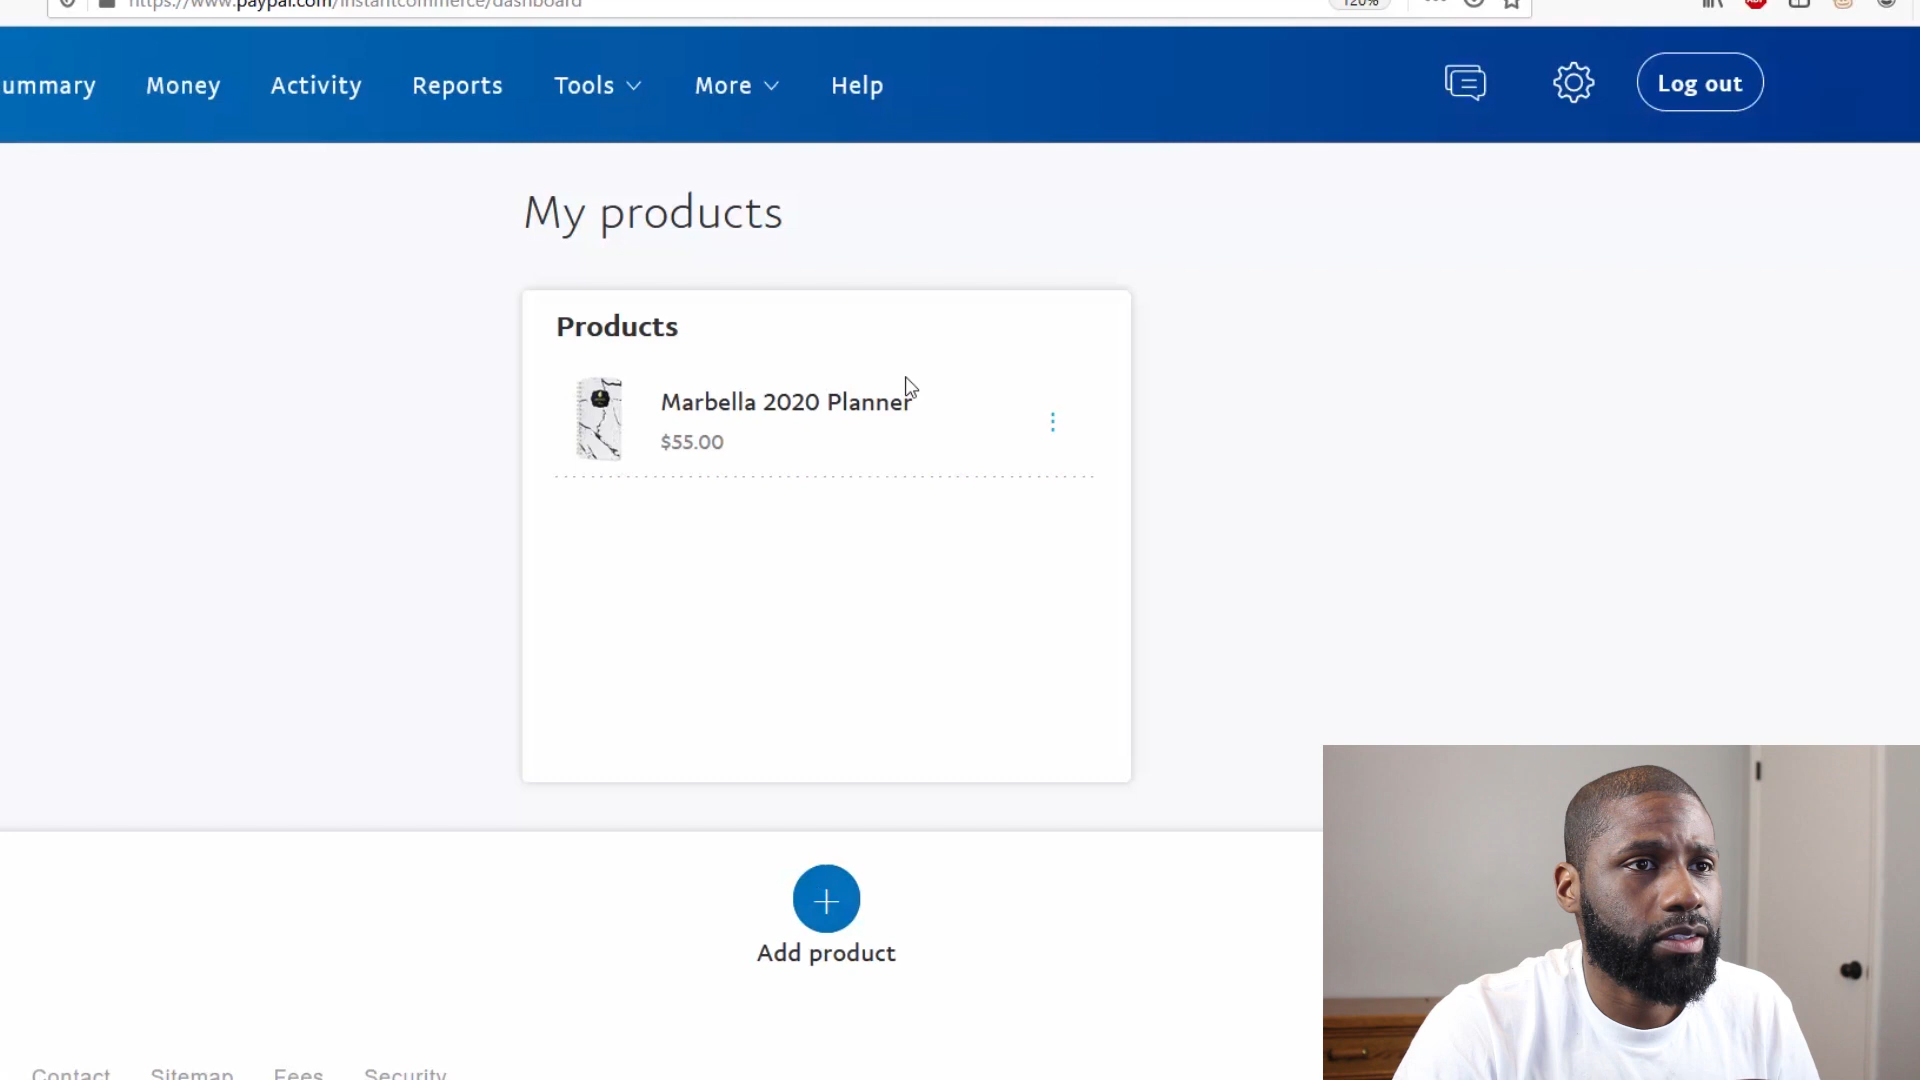 https://www.paypal.com/instantcommerce/dashboard
120%
ummary Money Activity Reports Tools More Help Log out
My products
Products
Marbella 2020 Planner
$55.00
Add product
Contact Sitemap Fees Security